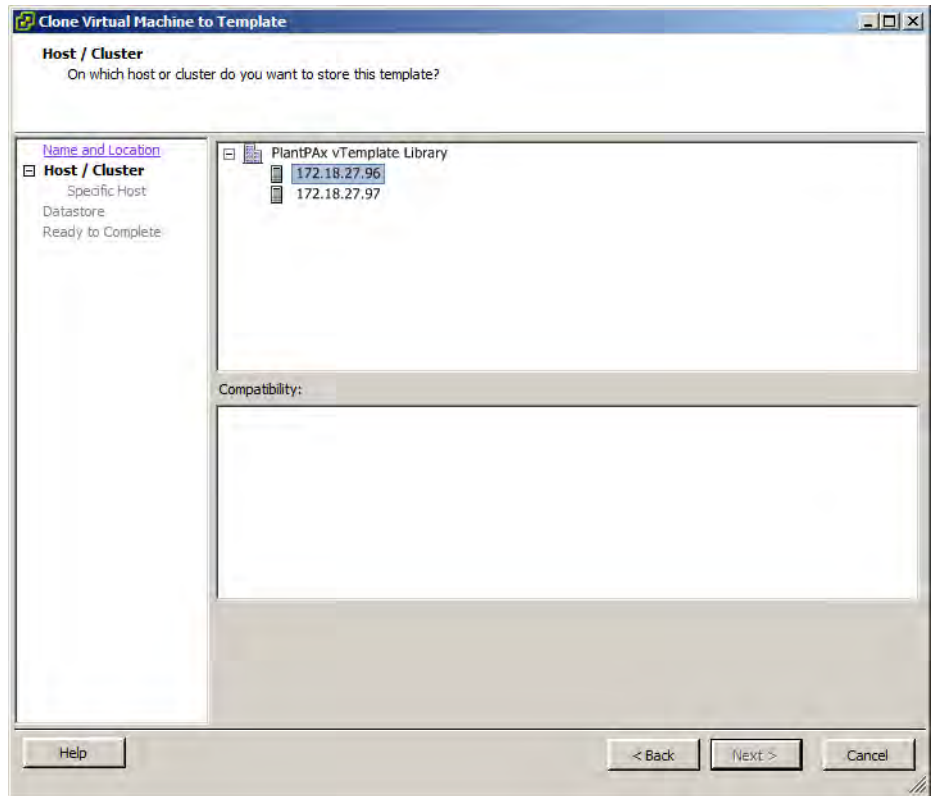 Clone Virtual Machine to Template
Host / Cluster
On which host or cluster do you want to store this template?
Name and Location
Host / Cluster
Specific Host
Datastore
Ready to Complete
PlantPAx vTemplate Library
172.18.27.96
172.18.27.97
Compatibility:
Help
< Back
Next >
Cancel